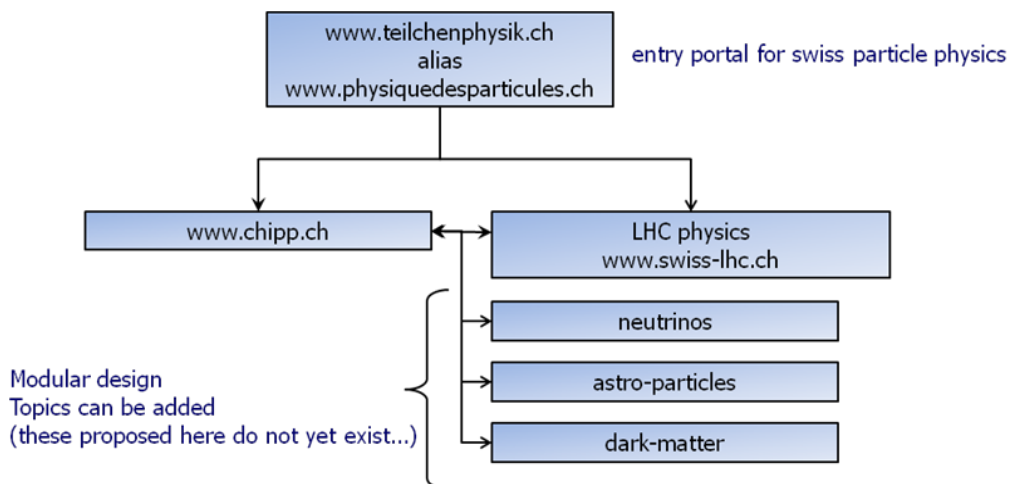 www.teilchenphysik.ch
alias
www.physiquedesparticules.ch
entry portal for swiss particle physics
www.chipp.ch
LHC physics
www.swiss-lhc.ch
neutrinos
astro-particles
dark-matter
Modular design
Topics can be added
(these proposed here do not yet exist...)